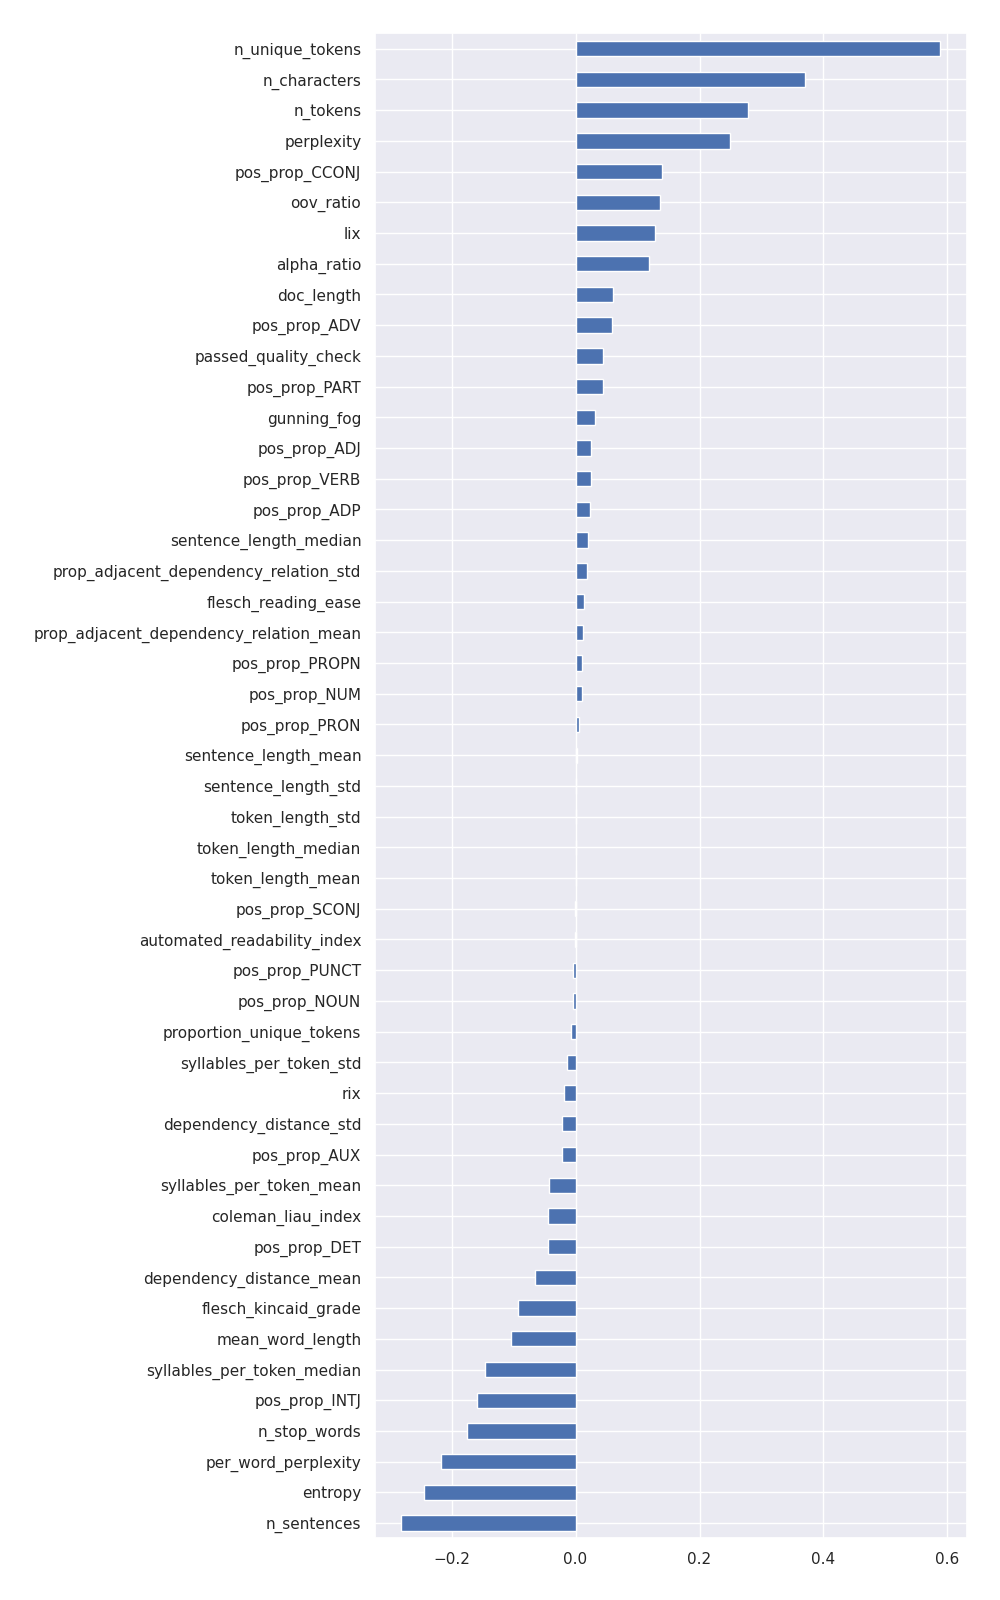 n_unique_tokens
n_characters
n_tokens
perplexity
pos_prop_CCONJ
oov_ratio
lix
alpha_ratio
doc_length
pos_prop_ADV
passed_quality_check
pos_prop_PART
gunning_fog
pos_prop_ADJ
pos_prop_VERB
pos_prop_ADP
sentence_length_median
prop_adjacent_dependency_relation_std
flesch_reading_ease
prop_adjacent_dependency_relation_mean
pos_prop_PROPN
pos_prop_NUM
pos_prop_PRON
sentence_length_mean
sentence_length_std
token_length_std
token_length_median
token_length_mean
pos_prop_SCONJ
automated_readability_index
pos_prop_PUNCT
pos_prop_NOUN
proportion_unique_tokens
syllables_per_token_std
rix
dependency_distance_std
pos_prop_AUX
syllables_per_token_mean
coleman_liau_index
pos_prop_DET
dependency_distance_mean
flesch_kincaid_grade
mean_word_length
syllables_per_token_median
pos_prop_INTJ
n_stop_words
per_word_perplexity
entropy
n_sentences
−0.2 0.0 0.2 0.4 0.6